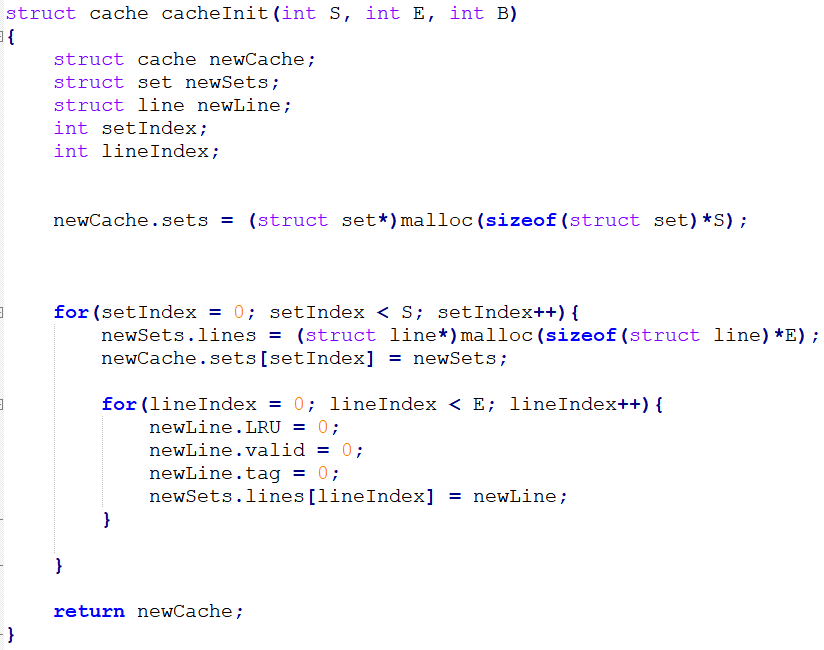 struct cache cacheInit(int S, int E, int B)
{
    struct cache newCache;
    struct set newSets;
    struct line newLine;
    int setIndex;
    int lineIndex;
    newCache.sets = (struct set*)malloc(sizeof(struct set)*S);
    for(setIndex = 0; setIndex < S; setIndex++){
        newSets.lines = (struct line*)malloc(sizeof(struct line)*E);
        newCache.sets[setIndex] = newSets;
        for(lineIndex = 0; lineIndex < E; lineIndex++){
            newLine.LRU = 0;
            newLine.valid = 0;
            newLine.tag = 0;
            newSets.lines[lineIndex] = newLine;
        }
    }
    return newCache;
}